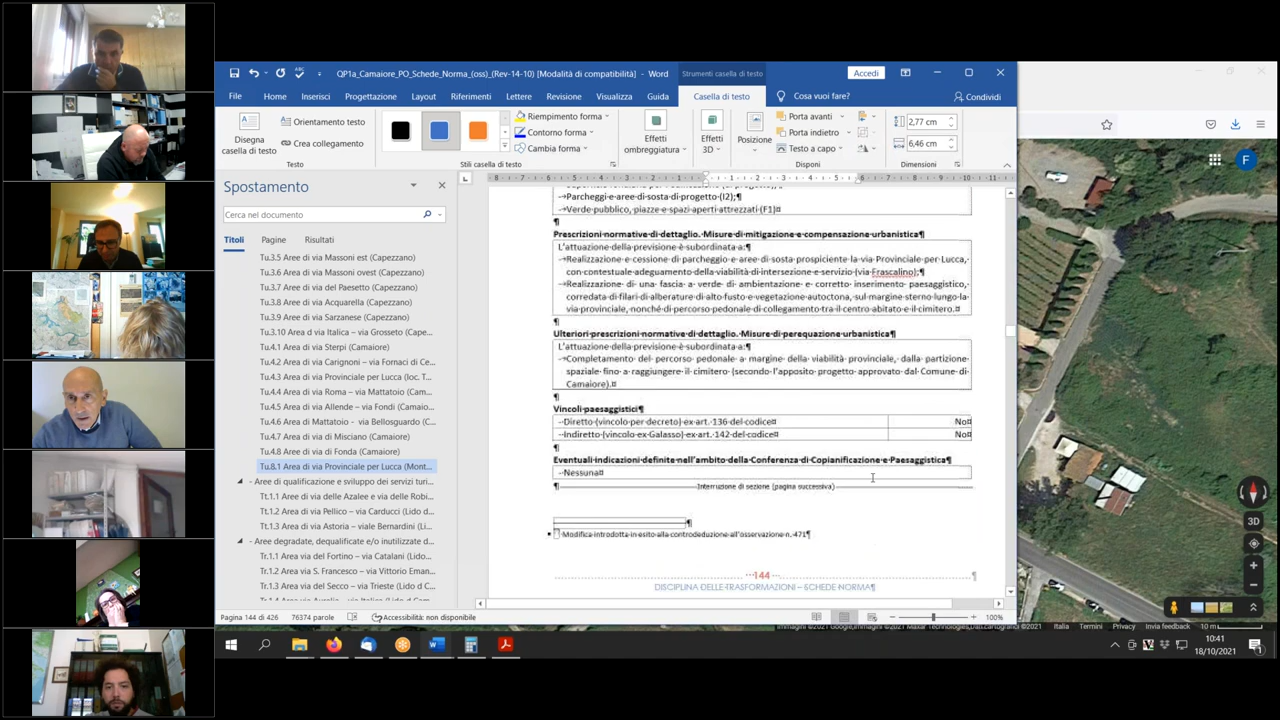 QP1a_Camaiore_PO_Schede_Norma_(oss)_(Rev-14-10) [Modalità di compatibilità] - Word
Strumenti casella di testo
Accedi
File
Home
Inserisci
Progettazione
Layout
Riferimenti
Lettere
Revisione
Visualizza
Guida
Casella di testo
Cosa vuoi fare?
Condividi
Disegna
casella di testo
Orientamento testo
Crea collegamento
Testo
Riempimento forma
Contorno forma
Cambia forma
Stili casella di testo
Effetti
ombreggiatura
Effetti
3D
Posizione
Porta avanti
Porta indietro
Testo a capo
Disponi
2,77 cm
6,46 cm
Dimensioni
Spostamento
Cerca nel documento
Titoli
Pagine
Risultati
Tu.3.5 Aree di via Massoni est (Capezzano)
Tu.3.6 Aree di via Massoni ovest (Capezzano)
Tu.3.7 Aree di via del Paesetto (Capezzano)
Tu.3.8 Aree di via Acquarella (Capezzano)
Tu.3.9 Aree di via Sarzanese (Capezzano)
Tu.3.10 Area d via Italica – via Grosseto (Cape...
Tu.4.1 Area di via Sterpi (Camaiore)
Tu.4.2 Area di via Carignoni – via Fornaci di Ce...
Tu.4.3 Area di via Provinciale per Lucca (loc. T...
Tu.4.4 Area di via Roma – via Mattatoio (Cam...
Tu.4.5 Area di via Allende – via Fondi (Camaio...
Tu.4.6 Area di via Mattatoio - via Bellosguardo (C...
Tu.4.7 Area di via di Misciano (Camaiore)
Tu.4.8 Area di via di Fonda (Camaiore)
Tu.8.1 Area di via Provinciale per Lucca (Mont...
- Aree di qualificazione e sviluppo dei servizi turi...
Tt.1.1 Area di via delle Azalee e via delle Robi...
Tt.1.2 Area di via Pellico – via Carducci (Lido d...
Tt.1.3 Area di via Astoria – viale Bernardini (Li...
- Aree degradate, dequalificate e/o inutilizzate d...
Tr.1.1 Area via del Fortino – via Catalani (Lido...
Tr.1.2 Area via S. Francesco – via Vittorio Eman...
Tr.1.3 Area via del Secco – via Trieste (Lido di C...
→Parcheggi·e·aree·di·sosta·di·progetto·(I2);¶
→Verde·pubblico,·piazze·e·spazi·aperti·attrezzati·(F1)¤
¶
Prescrizioni·normative·di·dettaglio.·Misure·di·mitigazione·e·compensazione·urbanistica¶
L'attuazione·della·previsione·è·subordinata·a:¶
→Realizzazione·e·cessione·di·parcheggio·e·aree·di·sosta·prospiciente·la·via·Provinciale·per·Lucca,·
con·contestuale·adeguamento·della·viabilità·di·intersezione·e·servizio·(via·Frascalino);¶
→Realizzazione·di·una·fascia·a·verde·di·ambientazione·e·corretto·inserimento·paesaggistico,·
corredata·di·filari·di·alberature·di·alto·fusto·e·vegetazione·autoctona,·sul·margine·sterno·lungo·la·
via·provinciale,·nonché·di·percorso·pedonale·di·collegamento·tra·il·centro·abitato·e·il·cimitero.¤
¶
Ulteriori·prescrizioni·normative·di·dettaglio.·Misure·di·perequazione·urbanistica¶
L'attuazione·della·previsione·è·subordinata·a:¶
→Completamento·del·percorso·pedonale·a·margine·della·viabilità·provinciale,·dalla·partizione·
spaziale·fino·a·raggiungere·il·cimitero·(secondo·l'apposito·progetto·approvato·dal·Comune·di·
Camaiore).¤
¶
Vincoli·paesaggistici¶
-·Diretto·(vincolo·per·decreto)·ex·art.·136·del·codice¤ No¤
-·Indiretto·(vincolo·ex·Galasso)·ex·art.·142·del·codice¤ No¤
¶
Eventuali·indicazioni·definite·nell'ambito·della·Conferenza·di·Copianificazione·e·Paesaggistica¶
-·Nessuna¤
¶
Interruzione di sezione (pagina successiva)
¶
Modifica·introdotta·in·esito·alla·controdeduzione·all'osservazione·n.·471¶
144
DISCIPLINA·DELLE·TRASFORMAZIONI·–·SCHEDE·NORMA¶
Pagina 144 di 426
76374 parole
Accessibilità: non disponibile
100%
F
3D
Immagini ©2021 Google, Maxar Technologies, Dati cartografici ©2021
Italia
Termini
Privacy
Invia feedback
10 m
10:41
18/10/2021
1